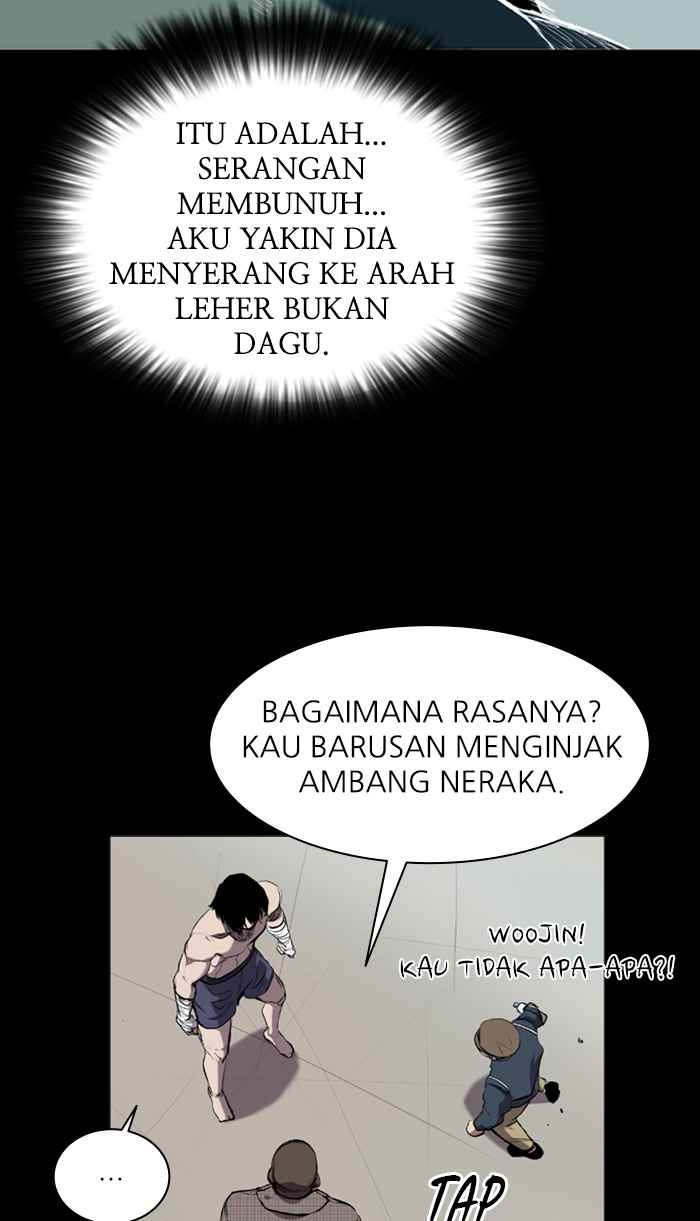 ITU ADALAH...
SERANGAN
MEMBUNUH...
AKU YAKIN DIA
MENYERANG KE ARAH
LEHER BUKAN
DAGU.
BAGAIMANA RASANYA?
KAU BARUSAN MENGINJAK
AMBANG NERAKA.
WOOJIN!
KAU TIDAK APA-APA?!
...
TAP